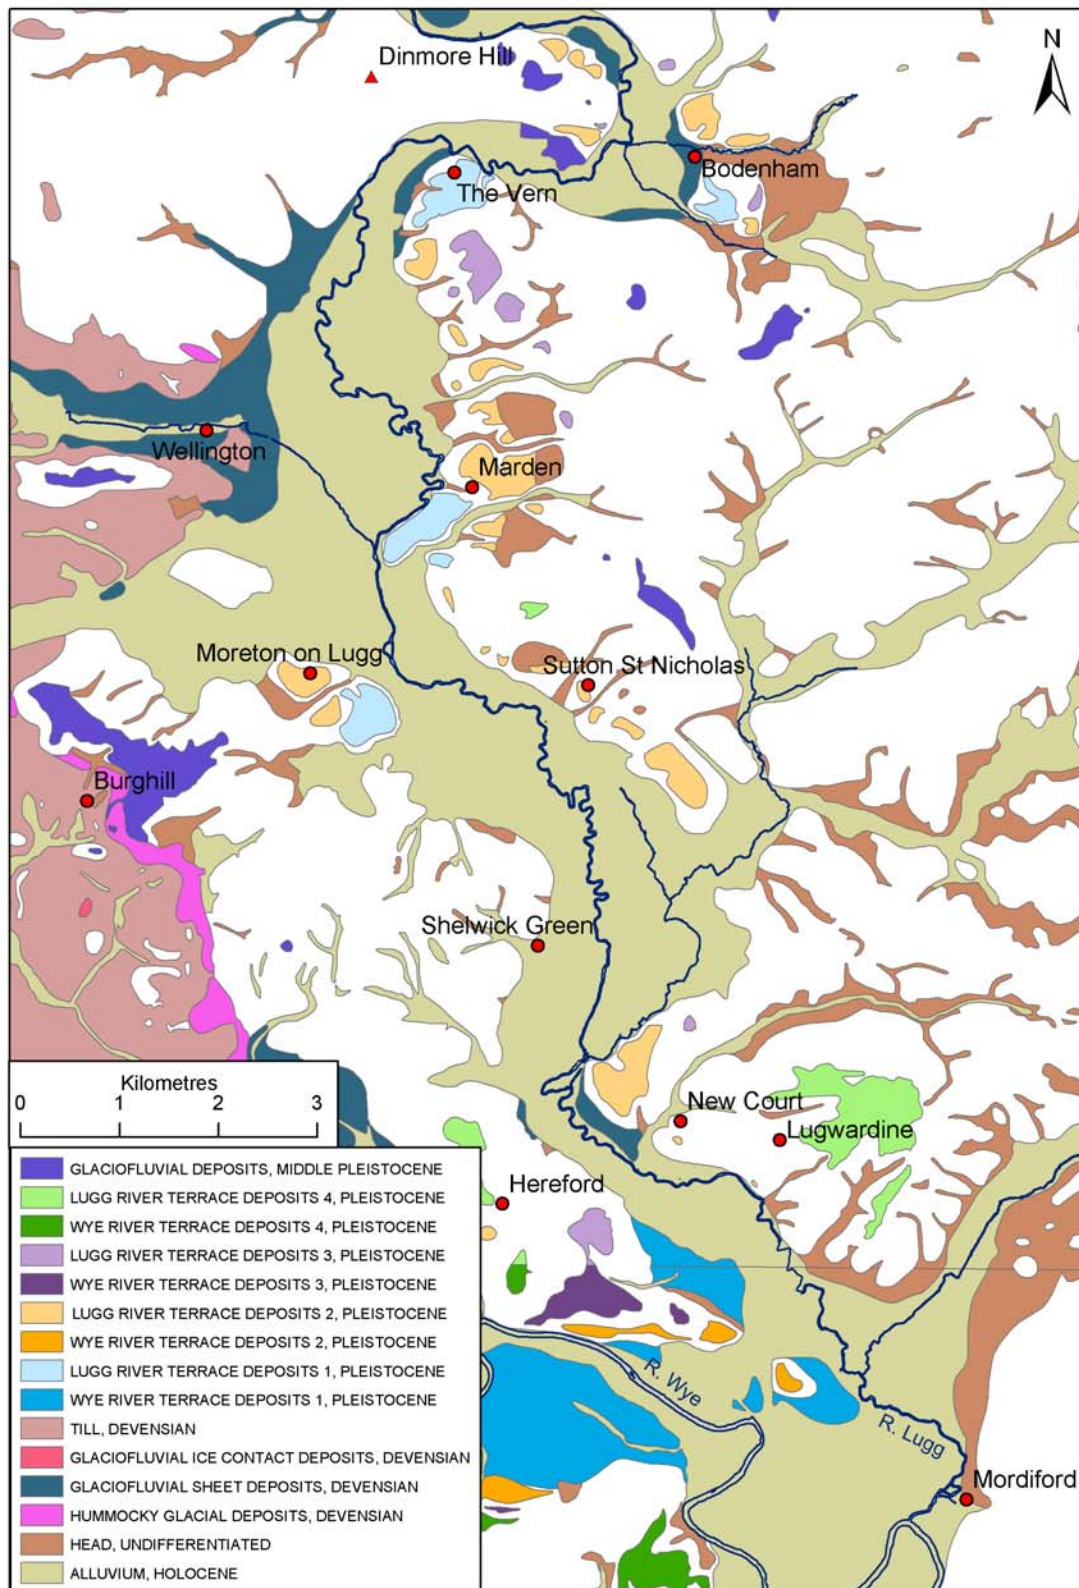 N
Dinmore Hill
Bodenham
The Vern
Wellington
Marden
Moreton on Lugg
Sutton St Nicholas
Burghill
Shelwick Green
New Court
Lugwardine
Hereford
R. Wye
R. Lugg
Mordiford
Kilometres
0 1 2 3
GLACIOFLUVIAL DEPOSITS, MIDDLE PLEISTOCENE
LUGG RIVER TERRACE DEPOSITS 4, PLEISTOCENE
WYE RIVER TERRACE DEPOSITS 4, PLEISTOCENE
LUGG RIVER TERRACE DEPOSITS 3, PLEISTOCENE
WYE RIVER TERRACE DEPOSITS 3, PLEISTOCENE
LUGG RIVER TERRACE DEPOSITS 2, PLEISTOCENE
WYE RIVER TERRACE DEPOSITS 2, PLEISTOCENE
LUGG RIVER TERRACE DEPOSITS 1, PLEISTOCENE
WYE RIVER TERRACE DEPOSITS 1, PLEISTOCENE
TILL, DEVENSIAN
GLACIOFLUVIAL ICE CONTACT DEPOSITS, DEVENSIAN
GLACIOFLUVIAL SHEET DEPOSITS, DEVENSIAN
HUMMOCKY GLACIAL DEPOSITS, DEVENSIAN
HEAD, UNDIFFERENTIATED
ALLUVIUM, HOLOCENE